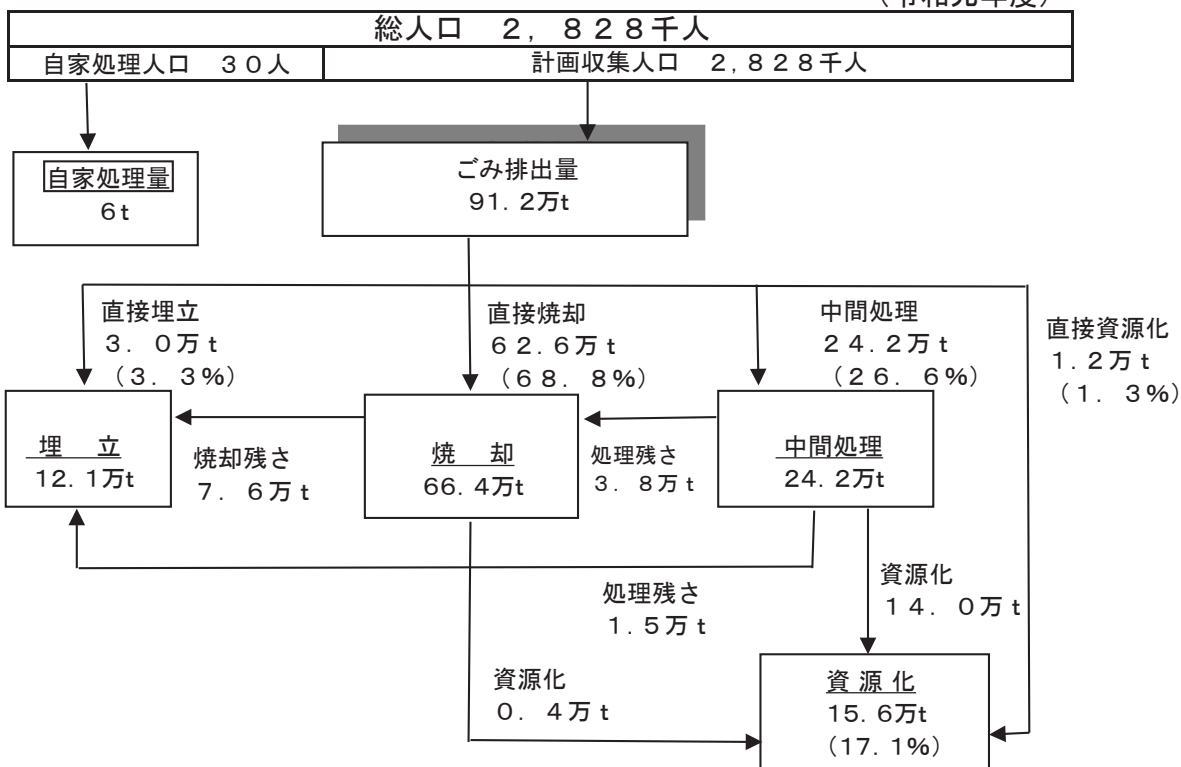 （令和元年度）
総人口　２，８２８千人
自家処理人口　３０人
計画収集人口　２,８２８千人
自家処理量
６ｔ
ごみ排出量
９１．２万ｔ
直接埋立
３．０万ｔ
（３．３%）
直接焼却
６２.６万ｔ
（６８．８%）
中間処理
２４.２万ｔ
（２６．６%）
直接資源化
１.２万ｔ
（１．３%）
埋　立
１２.１万t
焼却残さ
７．６万ｔ
焼　却
６６.４万t
処理残さ
３．８万ｔ
中間処理
２４.２万t
処理残さ
１.５万ｔ
資源化
１４．０万ｔ
資源化
０．４万ｔ
資 源 化
１５.６万t
（１７.１%）